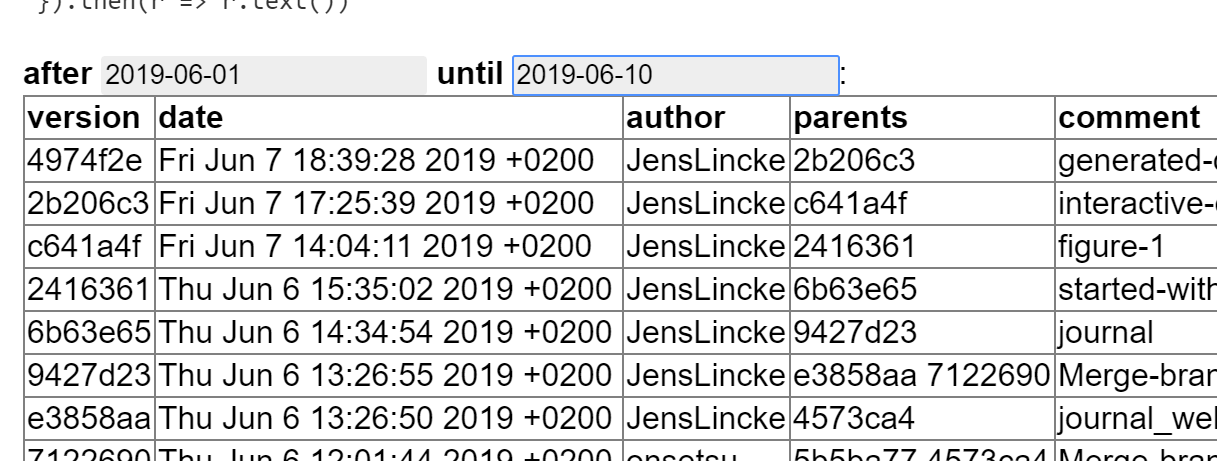 }).then(r => r.text())
after 2019-06-01 until 2019-06-10 :
version date author parents comment
4974f2e Fri Jun 7 18:39:28 2019 +0200 JensLincke 2b206c3 generated-
2b206c3 Fri Jun 7 17:25:39 2019 +0200 JensLincke c641a4f interactive-
c641a4f Fri Jun 7 14:04:11 2019 +0200 JensLincke 2416361 figure-1
2416361 Thu Jun 6 15:35:02 2019 +0200 JensLincke 6b63e65 started-with
6b63e65 Thu Jun 6 14:34:54 2019 +0200 JensLincke 9427d23 journal
9427d23 Thu Jun 6 13:26:55 2019 +0200 JensLincke e3858aa 7122690 Merge-bran
e3858aa Thu Jun 6 13:26:50 2019 +0200 JensLincke 4573ca4 journal_wel
7122690 Thu Jun 6 12:01:44 2019 +0200 onsetsu 5b5ba77 4573ca4 Merge-bran